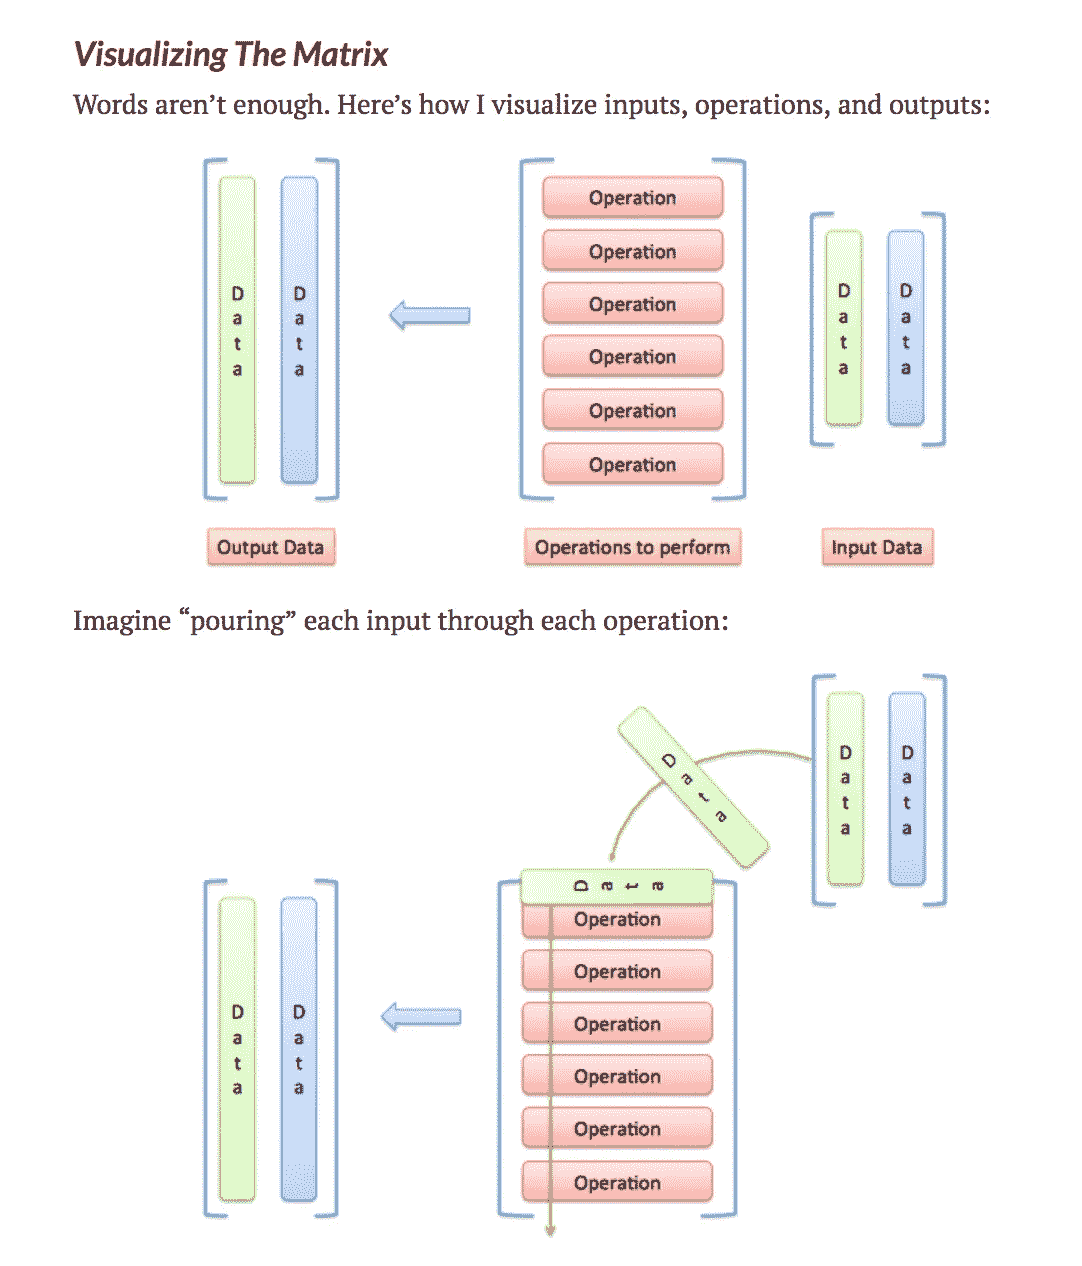 Visualizing The Matrix
Words aren’t enough. Here’s how I visualize inputs, operations, and outputs:
Data
Data
Operation
Operation
Operation
Operation
Operation
Operation
Data
Data
Output Data
Operations to perform
Input Data
Imagine “pouring” each input through each operation:
Data
Data
Data
Data
Operation
Operation
Operation
Operation
Operation
Operation
Data
Data